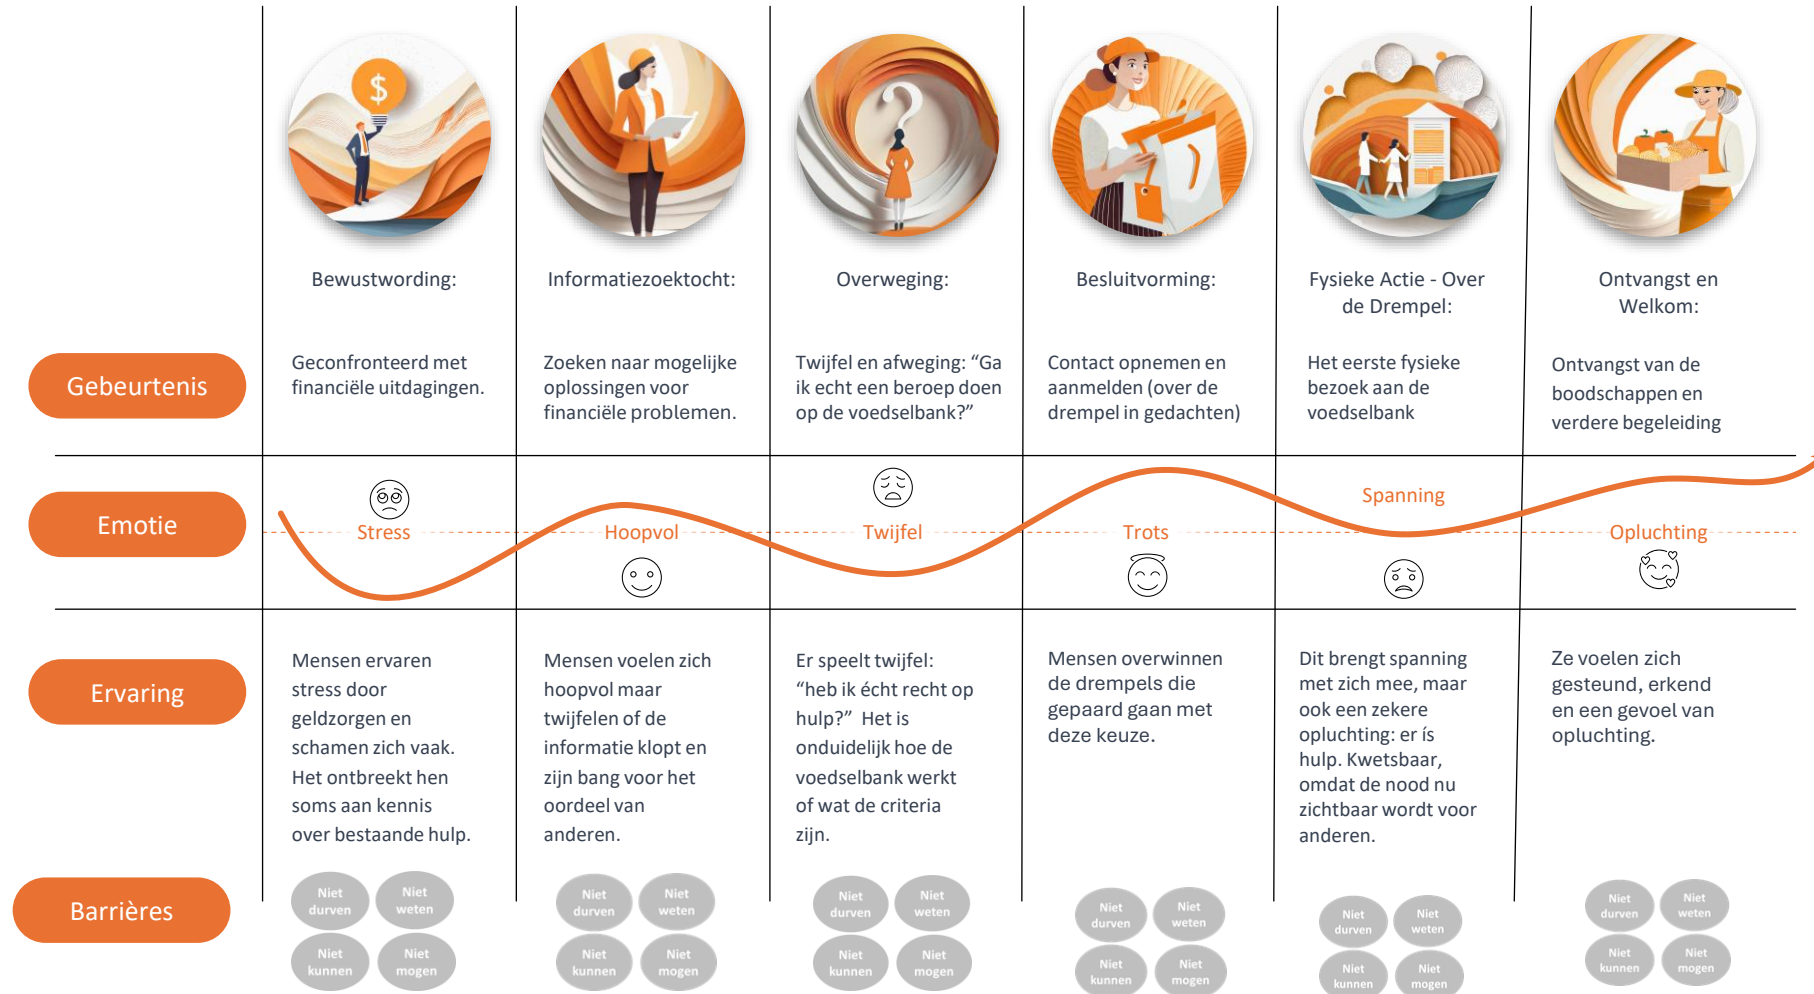 $
?
Bewustwording:
Informatiezoektocht:
Overweging:
Besluitvorming:
Fysieke Actie - Over
de Drempel:
Ontvangst en
Welkom:
Gebeurtenis
Geconfronteerd met
financiële uitdagingen.
Zoeken naar mogelijke
oplossingen voor
financiële problemen.
Twijfel en afweging: “Ga
ik echt een beroep doen
op de voedselbank?”
Contact opnemen en
aanmelden (over de
drempel in gedachten)
Het eerste fysieke
bezoek aan de
voedselbank
Ontvangst van de
boodschappen en
verdere begeleiding
Emotie
Stress
Hoopvol
Twijfel
Trots
Spanning
Opluchting
Ervaring
Mensen ervaren
stress door
geldzorgen en
schamen zich vaak.
Het ontbreekt hen
soms aan kennis
over bestaande hulp.
Mensen voelen zich
hoopvol maar
twijfelen of de
informatie klopt en
zijn bang voor het
oordeel van
anderen.
Er speelt twijfel:
“heb ik écht recht op
hulp?” Het is
onduidelijk hoe de
voedselbank werkt
of wat de criteria
zijn.
Mensen overwinnen
de drempels die
gepaard gaan met
deze keuze.
Dit brengt spanning
met zich mee, maar
ook een zekere
opluchting: er ís
hulp. Kwetsbaar,
omdat de nood nu
zichtbaar wordt voor
anderen.
Ze voelen zich
gesteund, erkend
en een gevoel van
opluchting.
Barrières
Niet
durven
Niet
weten
Niet
kunnen
Niet
mogen
Niet
durven
Niet
weten
Niet
kunnen
Niet
mogen
Niet
durven
Niet
weten
Niet
kunnen
Niet
mogen
Niet
durven
Niet
weten
Niet
kunnen
Niet
mogen
Niet
durven
Niet
weten
Niet
kunnen
Niet
mogen
Niet
durven
Niet
weten
Niet
kunnen
Niet
mogen